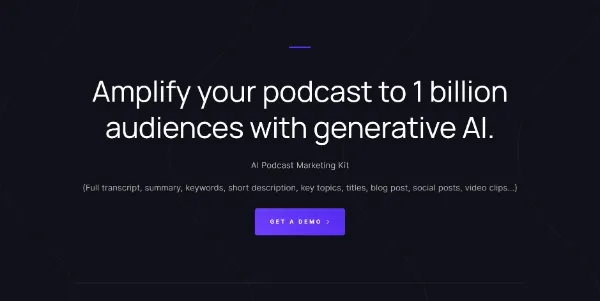 Amplify your podcast to 1 billion
audiences with generative AI.
AI Podcast Marketing Kit
(Full transcript, summary, keywords, short description, key topics, titles, blog post, social posts, video clips...)
GET A DEMO >